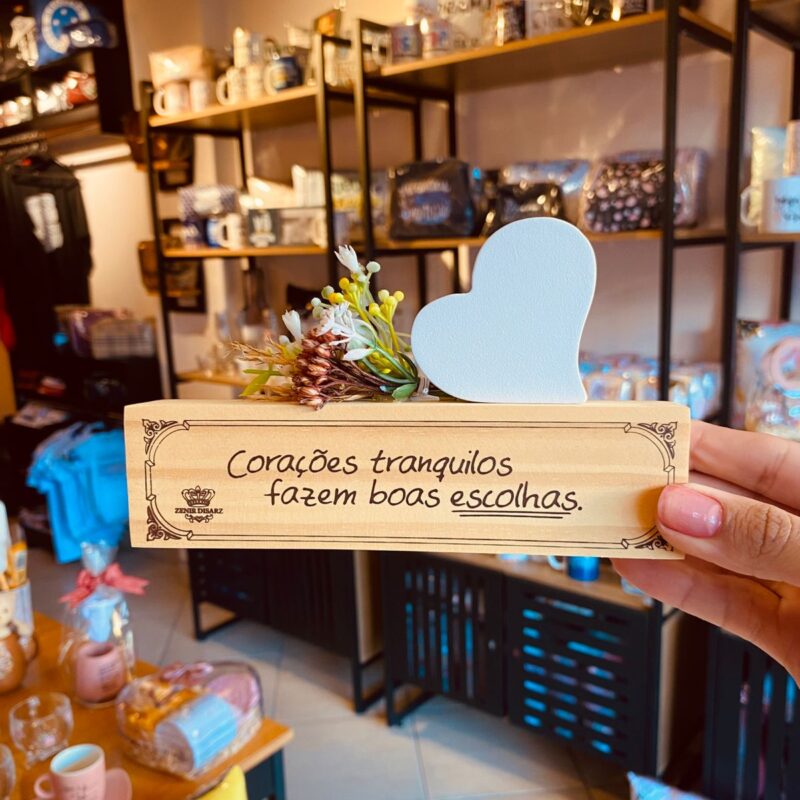 Corações tranquilos
fazem boas escolhas.
ZENIR DISARZ